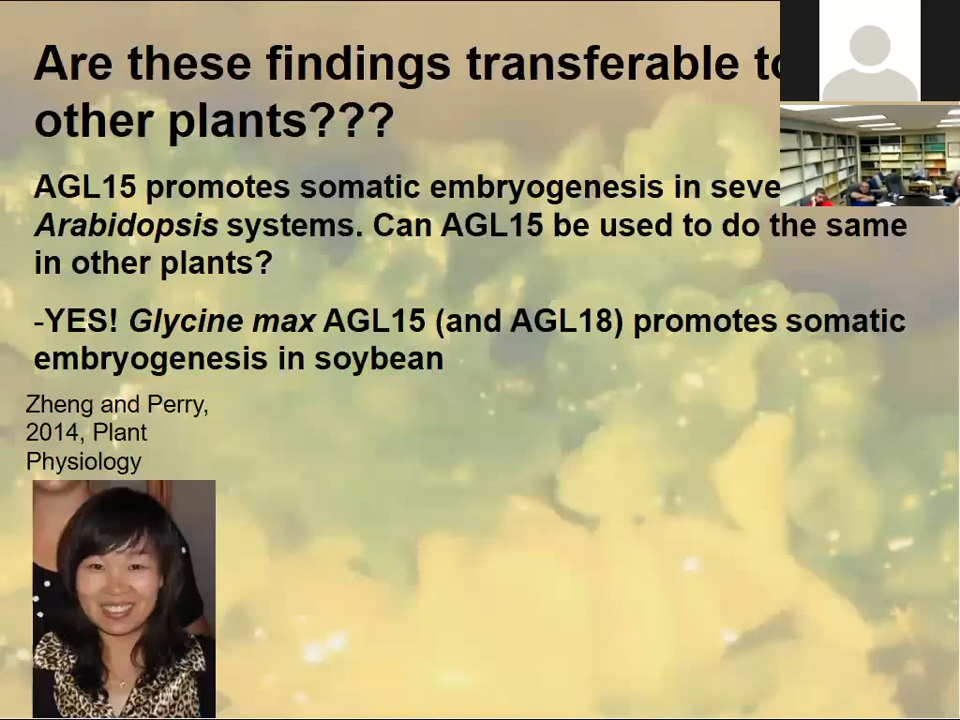 Are these findings transferable to
other plants???
AGL15 promotes somatic embryogenesis in seve
Arabidopsis systems. Can AGL15 be used to do the same
in other plants?
-YES! Glycine max AGL15 (and AGL18) promotes somatic
embryogenesis in soybean
Zheng and Perry,
2014, Plant
Physiology